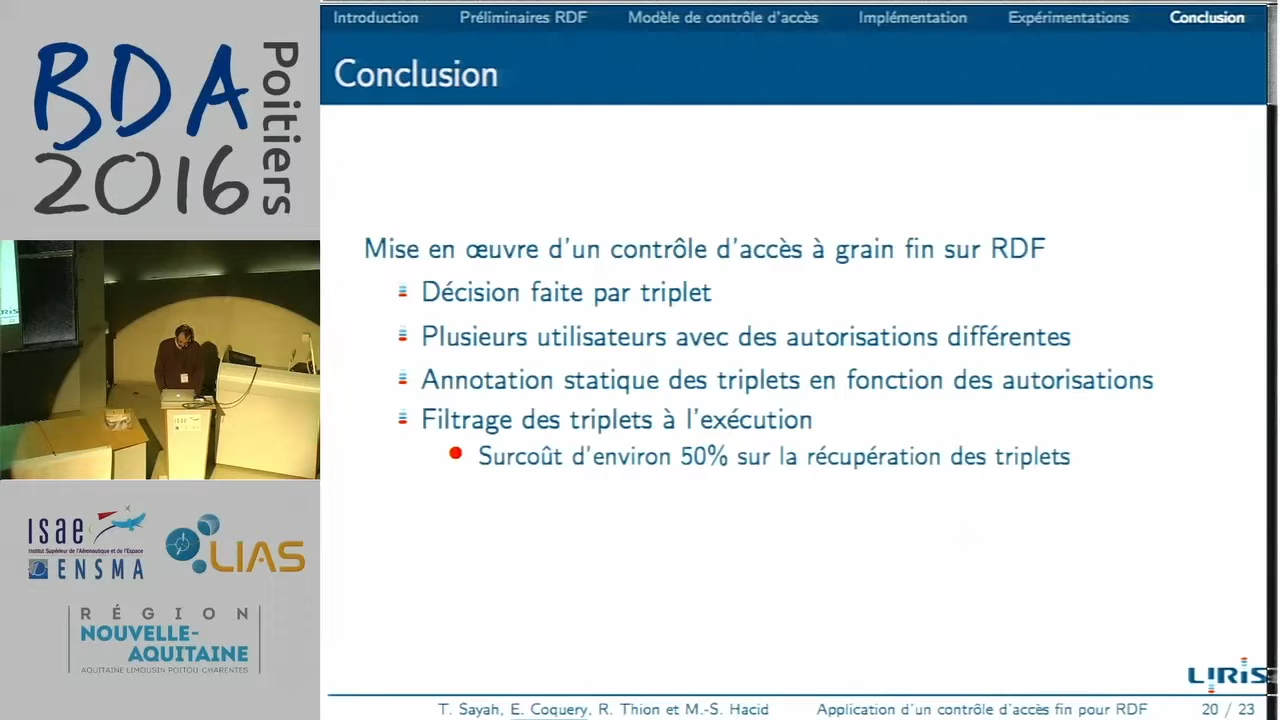 BDA
2016
Poitiers
isae
Institut Supérieur de l'Aéronautique et de l'Espace
ENSMA
LIAS
RÉGION
NOUVELLE-
AQUITAINE
AQUITAINE LIMOUSIN POITOU-CHARENTES
Introduction Préliminaires RDF Modèle de contrôle d'accès Implémentation Expérimentations Conclusion
Conclusion
Mise en œuvre d'un contrôle d'accès à grain fin sur RDF
Décision faite par triplet
Plusieurs utilisateurs avec des autorisations différentes
Annotation statique des triplets en fonction des autorisations
Filtrage des triplets à l'exécution
Surcoût d'environ 50% sur la récupération des triplets
LIRIS
T. Sayah, E. Coquery, R. Thion et M.-S. Hacid Application d'un contrôle d'accès fin pour RDF 20 / 23